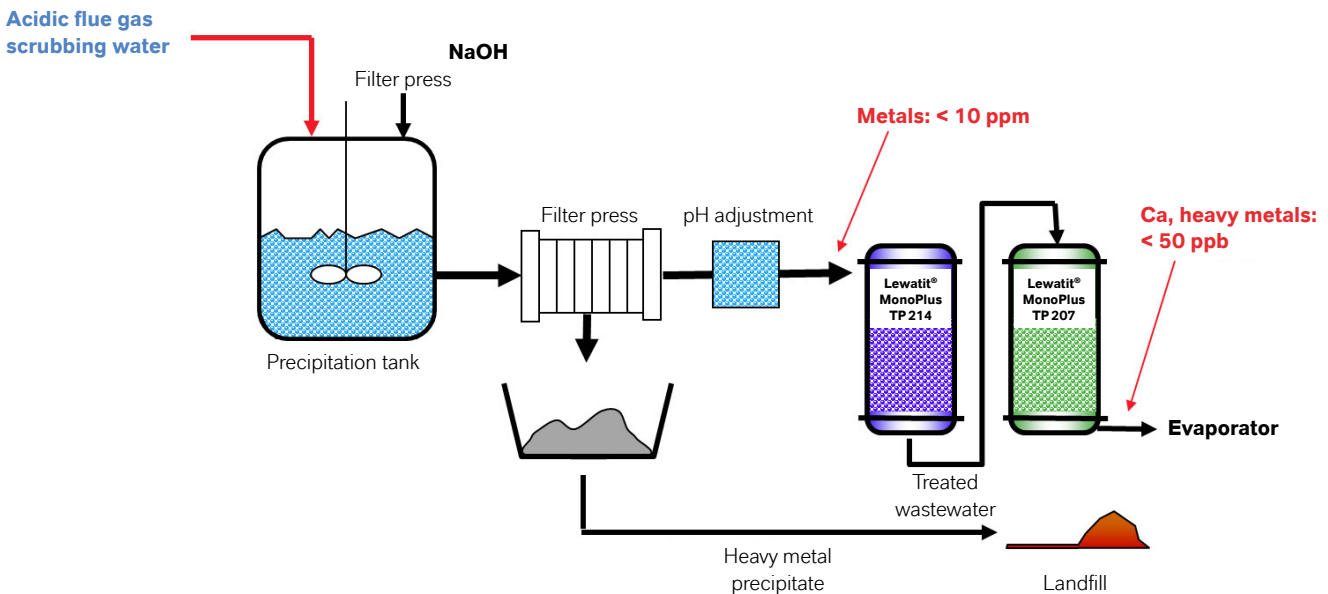 Acidic flue gas
scrubbing water
NaOH
Filter press
Metals: < 10 ppm
Filter press
pH adjustment
Ca, heavy metals:
< 50 ppb
Lewatit®
MonoPlus
TP 214
Lewatit®
MonoPlus
TP 207
Precipitation tank
Evaporator
Treated
wastewater
Heavy metal
precipitate
Landfill